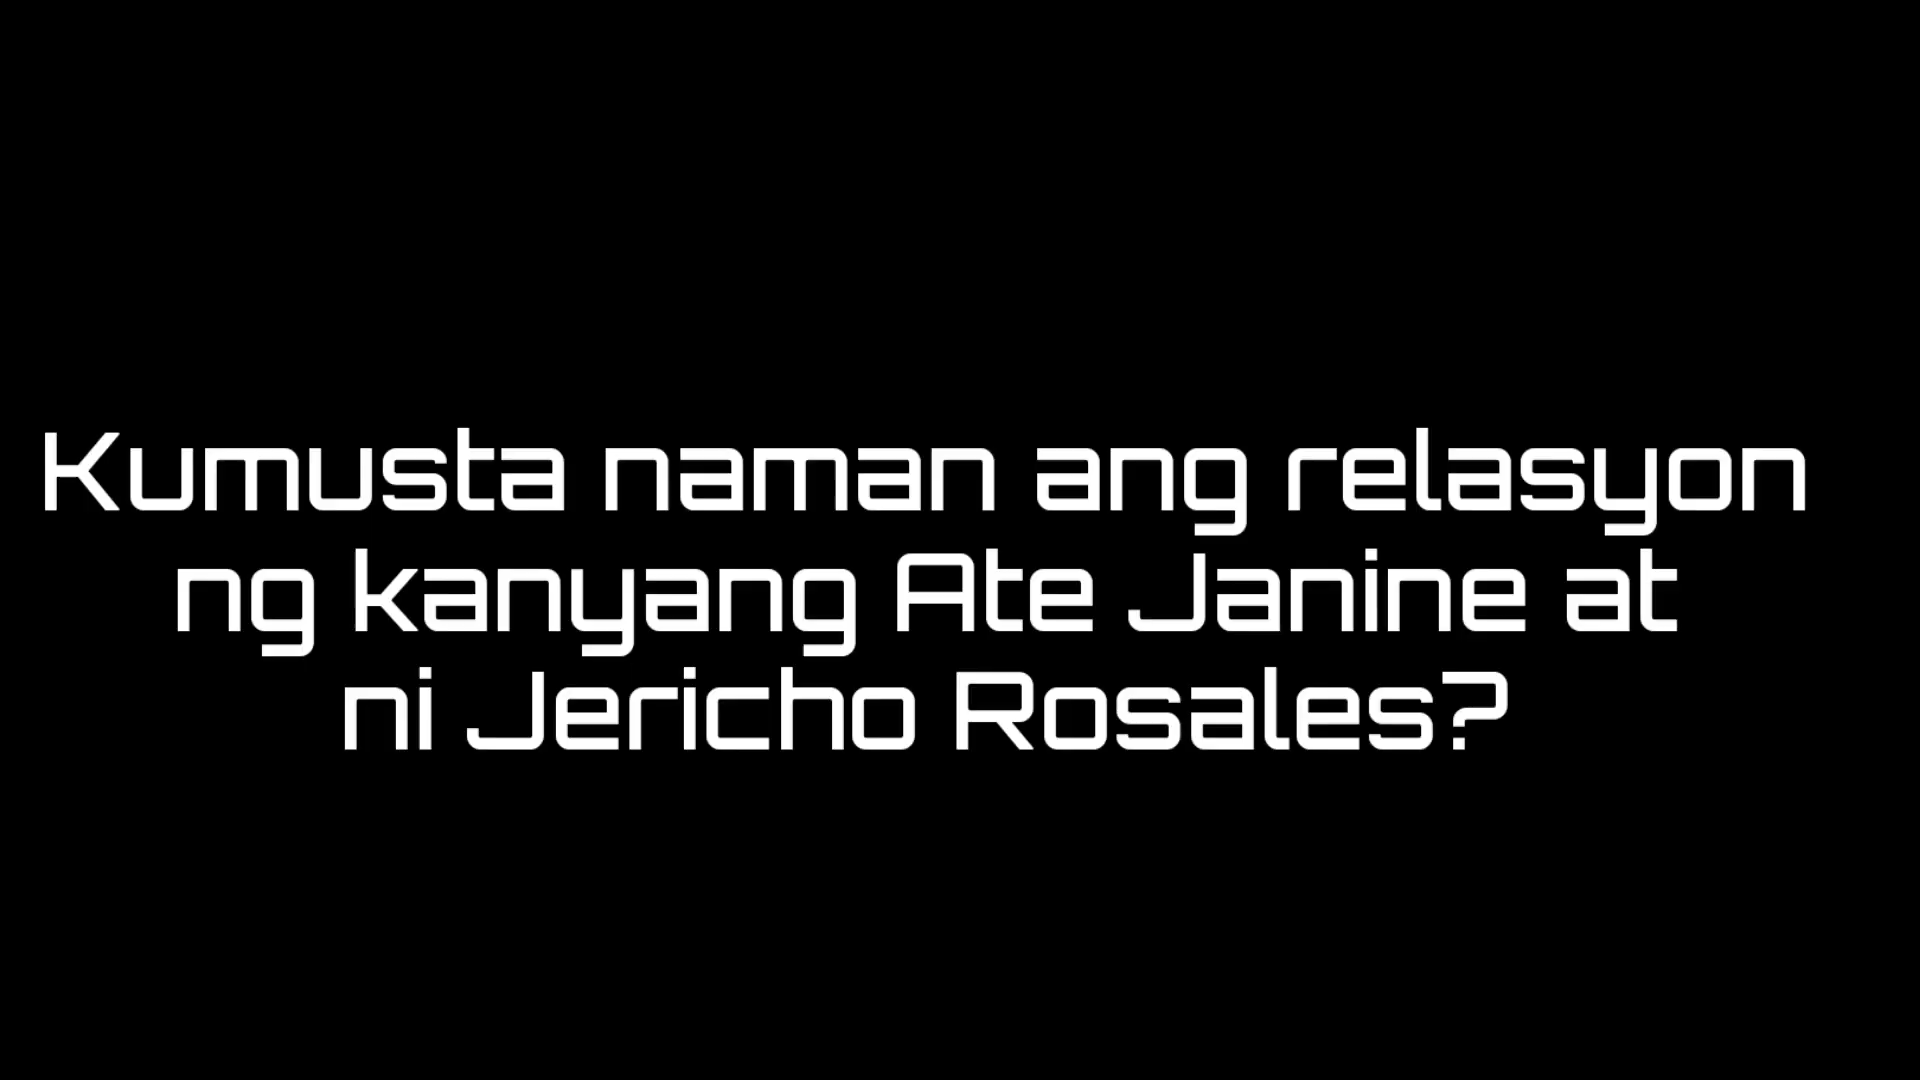 Kumusta naman ang relasyon
ng kanyang Ate Janine at
ni Jericho Rosales?